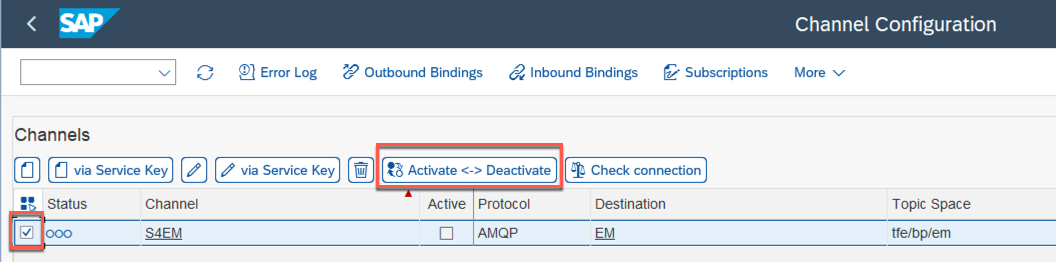 SAP Channel Configuration
Error Log Outbound Bindings Inbound Bindings Subscriptions More
Channels
via Service Key via Service Key Activate <-> Deactivate Check connection
Status Channel Active Protocol Destination Topic Space
S4EM AMQP EM tfe/bp/em